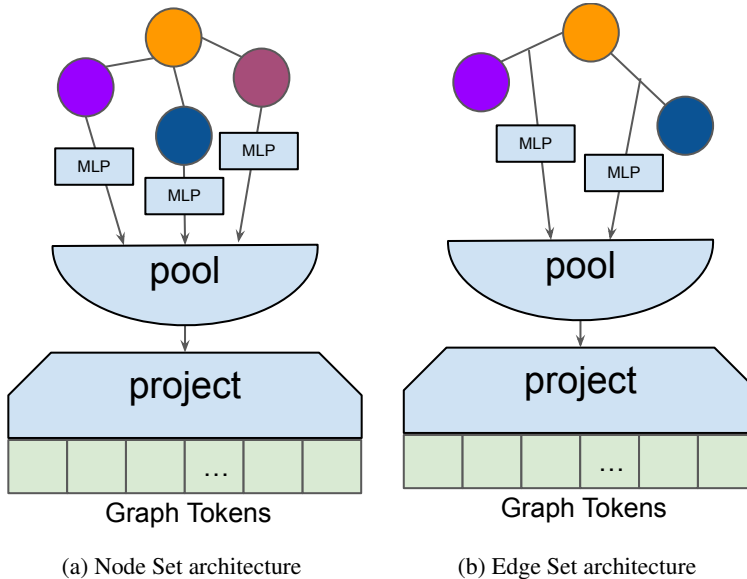 MLP
MLP
MLP
pool
project
...
Graph Tokens
(a) Node Set architecture
MLP
MLP
pool
project
...
Graph Tokens
(b) Edge Set architecture